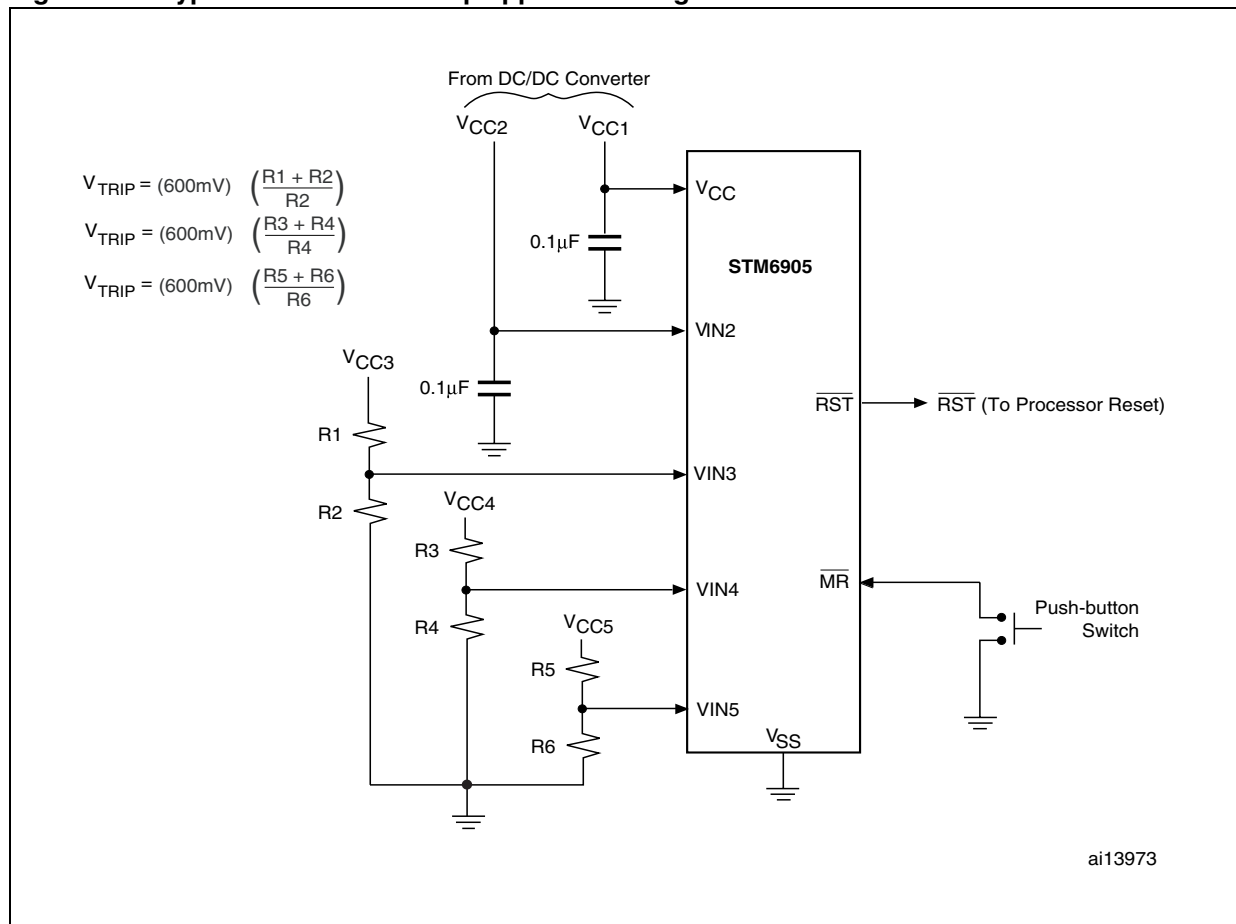 From DC/DC Converter
VCC2
VCC1
VTRIP = (600mV) (R1 + R2 / R2)
VTRIP = (600mV) (R3 + R4 / R4)
VTRIP = (600mV) (R5 + R6 / R6)
VCC
0.1μF
STM6905
VIN2
VCC3
0.1μF
RST
RST (To Processor Reset)
R1
VIN3
R2
VCC4
R3
MR
VIN4
Push-button
Switch
R4
VCC5
R5
VIN5
R6
VSS
ai13973